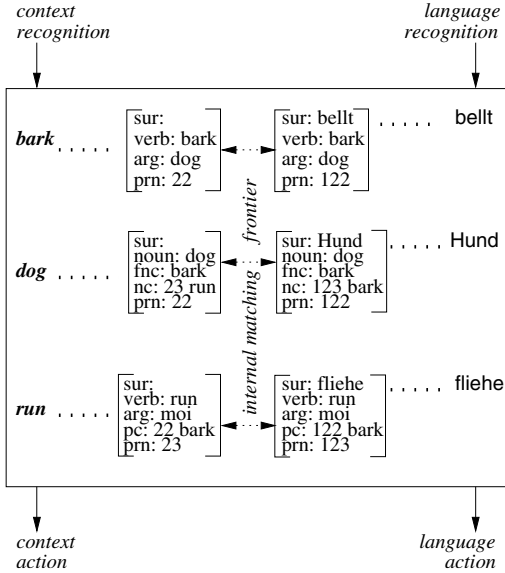 context
recognition
language
recognition
bark . . . . .
sur:
verb: bark
arg: dog
prn: 22
sur: bellt
verb: bark
arg: dog
prn: 122
. . . . . bellt
internal matching frontier
dog . . . . .
sur:
noun: dog
fnc: bark
nc: 23 run
prn: 22
sur: Hund
noun: dog
fnc: bark
nc: 123 bark
prn: 122
. . . . . Hund
run . . . . .
sur:
verb: run
arg: moi
pc: 22 bark
prn: 23
sur: fliehe
verb: run
arg: moi
pc: 122 bark
prn: 123
. . . . . fliehe
context
action
language
action